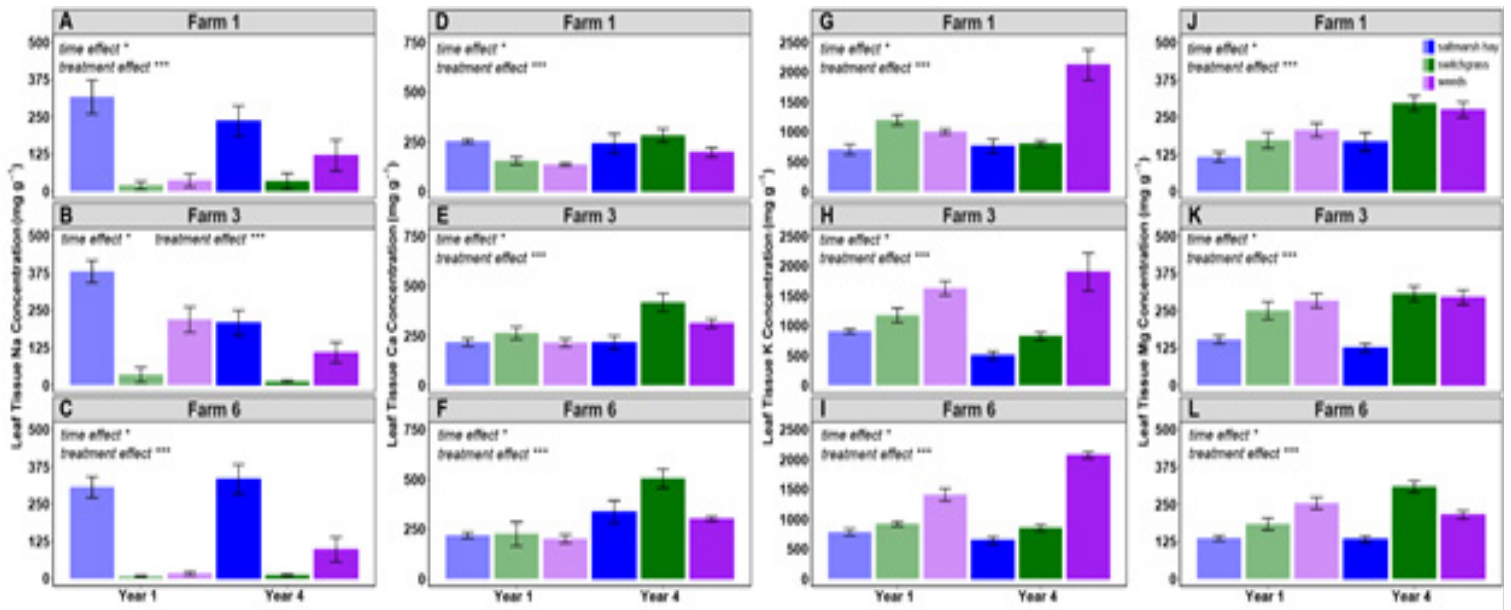 A Farm 1
500
375
250
125
0
time effect *
treatment effect ***
B Farm 3
500
375
250
125
0
time effect * treatment effect ***
C Farm 6
500
375
250
125
0
time effect *
treatment effect ***
Year 1 Year 4
Leaf Tissue Na Concentration (mg g⁻¹)
D Farm 1
750
500
250
0
time effect *
treatment effect ***
E Farm 3
750
500
250
0
time effect *
treatment effect ***
F Farm 6
750
500
250
0
time effect *
treatment effect ***
Year 1 Year 4
Leaf Tissue Ca Concentration (mg g⁻¹)
G Farm 1
2500
2000
1500
1000
500
0
time effect *
treatment effect ***
H Farm 3
2500
2000
1500
1000
500
0
time effect *
treatment effect ***
I Farm 6
2500
2000
1500
1000
500
0
time effect *
treatment effect ***
Year 1 Year 4
Leaf Tissue K Concentration (mg g⁻¹)
J Farm 1
500
375
250
125
0
time effect *
treatment effect ***
saltmarsh hay
switchgrass
weeds
K Farm 3
500
375
250
125
0
time effect *
treatment effect ***
L Farm 6
500
375
250
125
0
time effect *
treatment effect ***
Year 1 Year 4
Leaf Tissue Mg Concentration (mg g⁻¹)